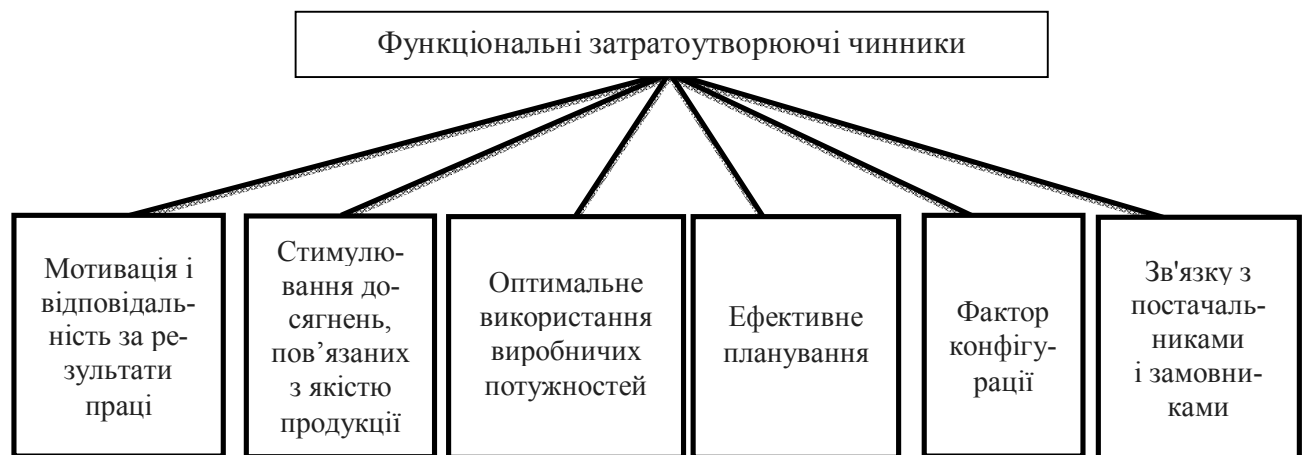 Функціональні затратоутворюючі чинники
Мотивація і
відповідаль-
ність за ре-
зультати
праці
Стимулю-
вання до-
сягнень,
пов’язаних
з якістю
продукції
Оптимальне
використання
виробничих
потужностей
Ефективне
планування
Фактор
конфігу-
рації
Зв'язку з
постачаль-
никами
і замовни-
ками